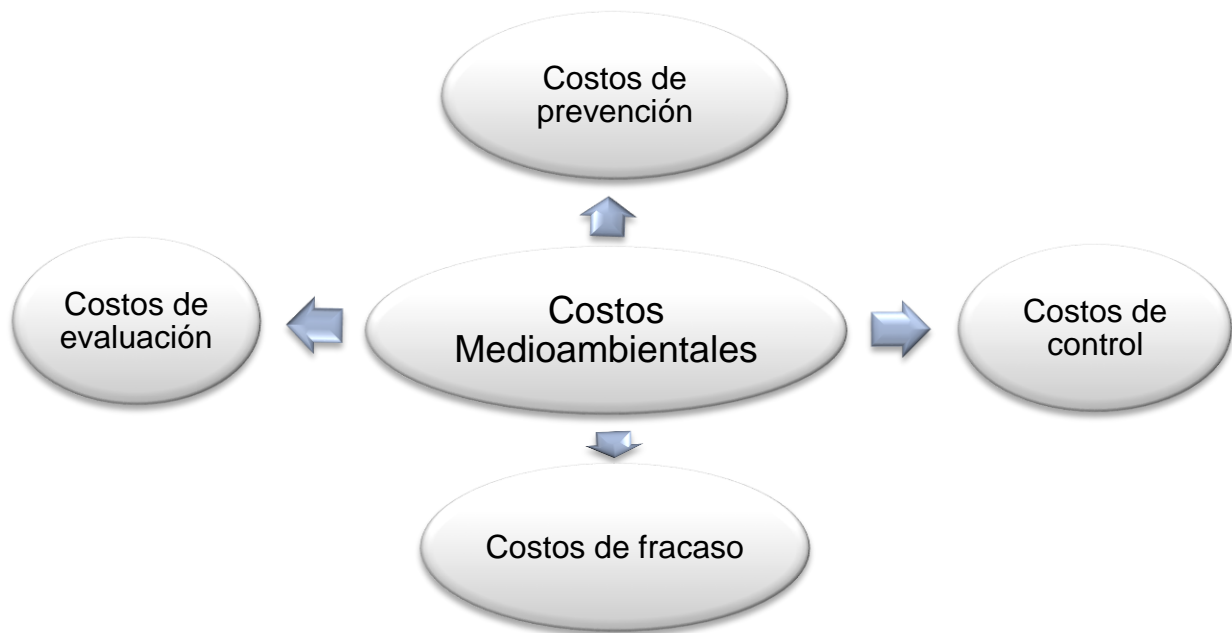 Costos de
prevención
Costos de
evaluación
Costos
Medioambientales
Costos de
control
Costos de fracaso